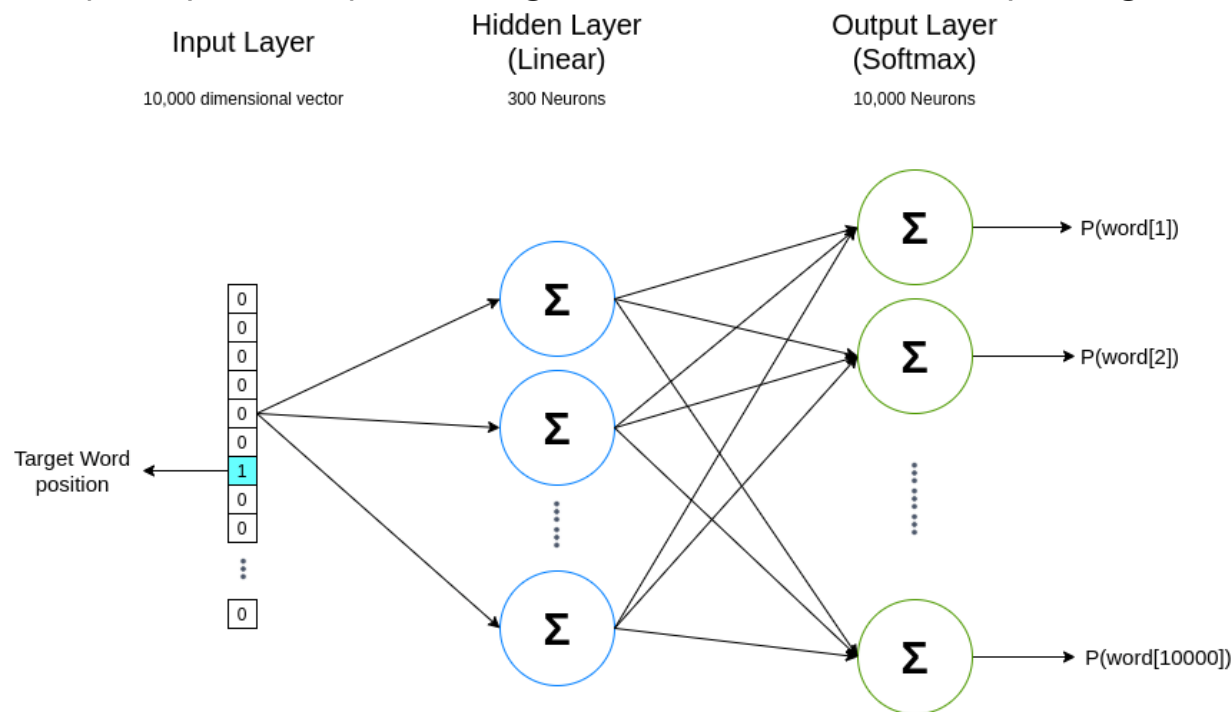 Input Layer
10,000 dimensional vector
Hidden Layer
(Linear)
300 Neurons
Output Layer
(Softmax)
10,000 Neurons
0
0
0
0
0
0
1
0
0
0
Target Word
position
Σ
Σ
Σ
Σ
Σ
Σ
P(word[1])
P(word[2])
P(word[10000])